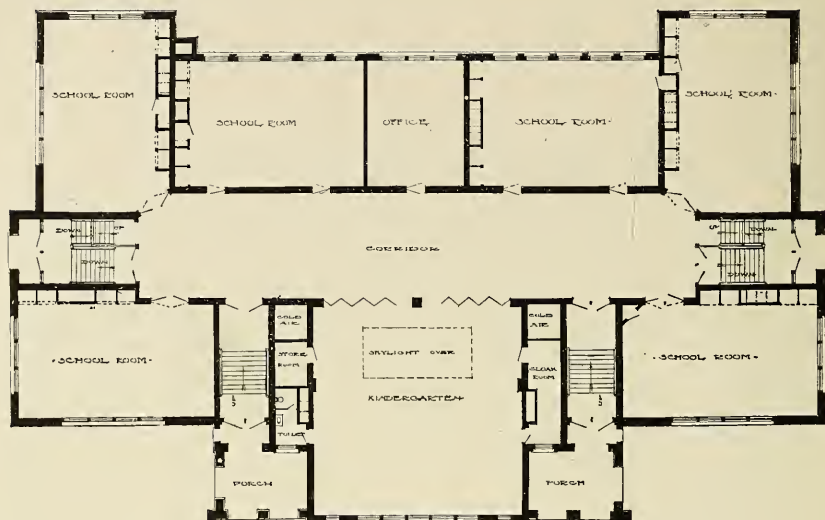 SCHOOL ROOM
SCHOOL ROOM
OFFICE
SCHOOL ROOM
SCHOOL ROOM
DOWN
UP
DOWN
CORRIDOR
UP
DOWN
DOWN
COLD
AIR
COLD
AIR
SKYLIGHT OVER
STORE
ROOM
CLOAK
ROOM
SCHOOL ROOM
SCHOOL ROOM
KINDERGARTEN
TOILET
PORCH
PORCH